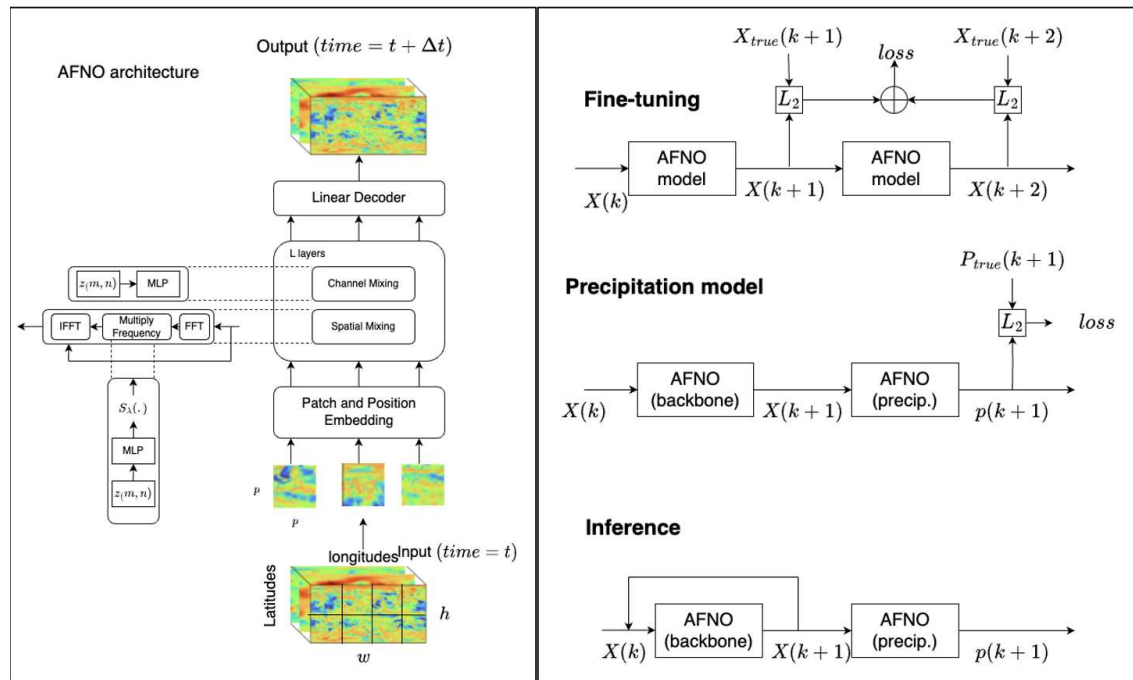 AFNO architecture
Output (time = t + Δt)
Linear Decoder
L layers
Channel Mixing
z(m, n)
MLP
Spatial Mixing
IFFT
Multiply
Frequency
FFT
S_λ(.)
MLP
z(m, n)
Patch and Position
Embedding
p
p
longitudes
Input (time = t)
Latitudes
h
w
Fine-tuning
X_true(k + 1)
loss
X_true(k + 2)
L_2
L_2
AFNO
model
AFNO
model
X(k)
X(k + 1)
X(k + 2)
Precipitation model
P_true(k + 1)
L_2
loss
AFNO
(backbone)
AFNO
(precip.)
X(k)
X(k + 1)
p(k + 1)
Inference
AFNO
(backbone)
AFNO
(precip.)
X(k)
X(k + 1)
p(k + 1)